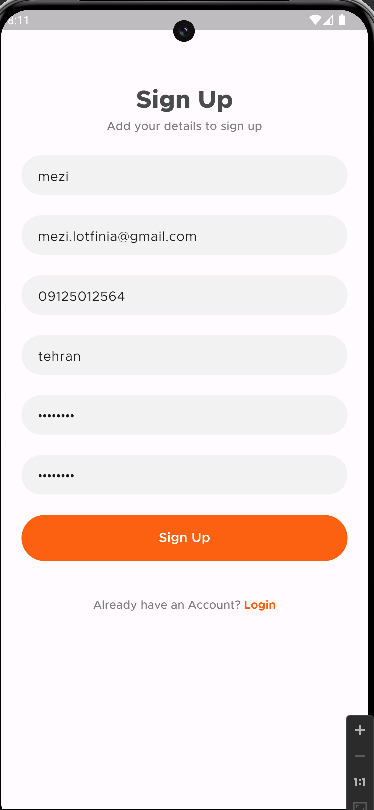 8:11
Sign Up
Add your details to sign up
mezi
mezi.lotfinia@gmail.com
09125012564
tehran
••••••••
••••••••
Sign Up
Already have an Account? Login
1:1